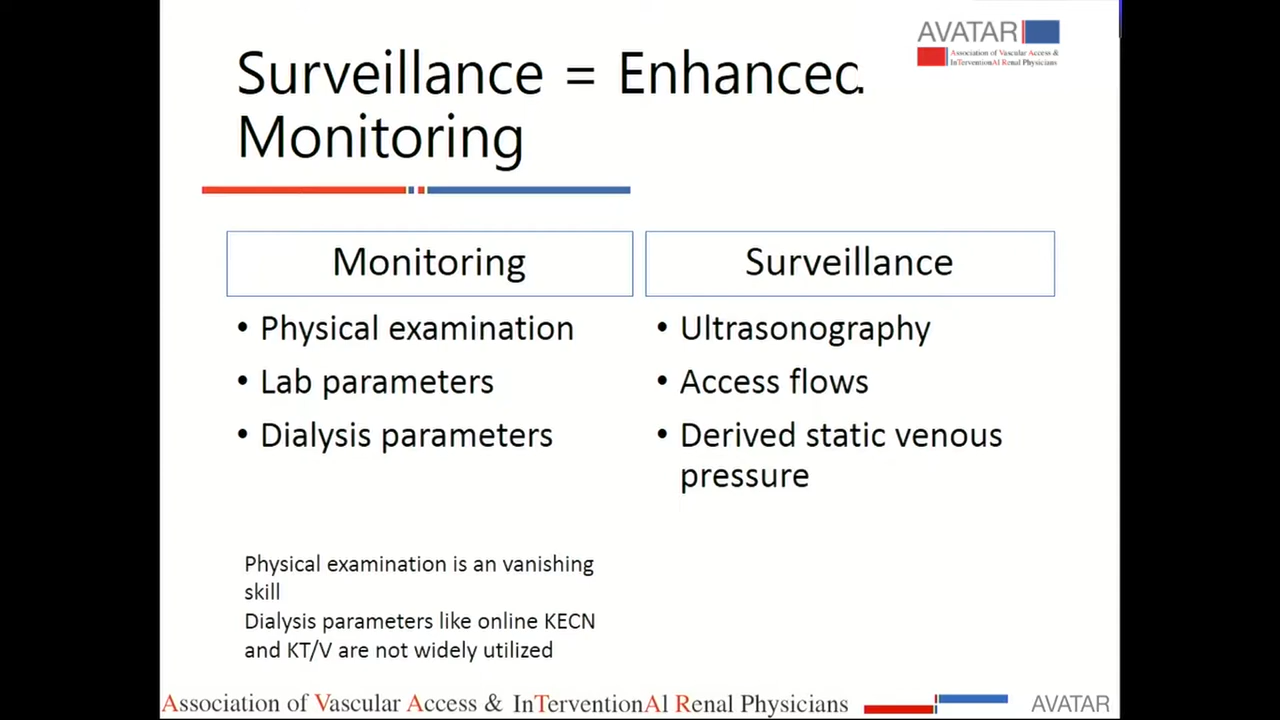 AVATAR
Association of Vascular Access &
InTerventionAl Renal Physicians
Surveillance = Enhanced
Monitoring
Monitoring
• Physical examination
• Lab parameters
• Dialysis parameters
Surveillance
• Ultrasonography
• Access flows
• Derived static venous
pressure
Physical examination is an vanishing
skill
Dialysis parameters like online KECN
and KT/V are not widely utilized
Association of Vascular Access & InTerventionAl Renal Physicians
AVATAR